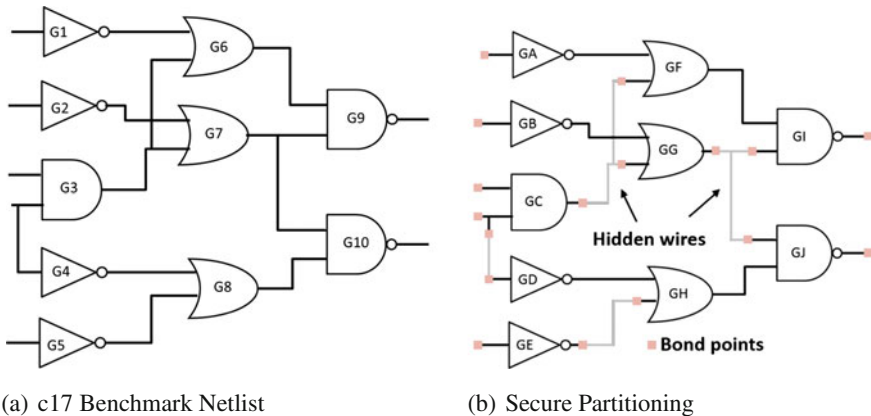 G1
G6
G2
G7
G9
G3
G4
G8
G10
G5
(a) c17 Benchmark Netlist
GA
GF
GB
GG
GI
GC
Hidden wires
GD
GH
GJ
GE
Bond points
(b) Secure Partitioning